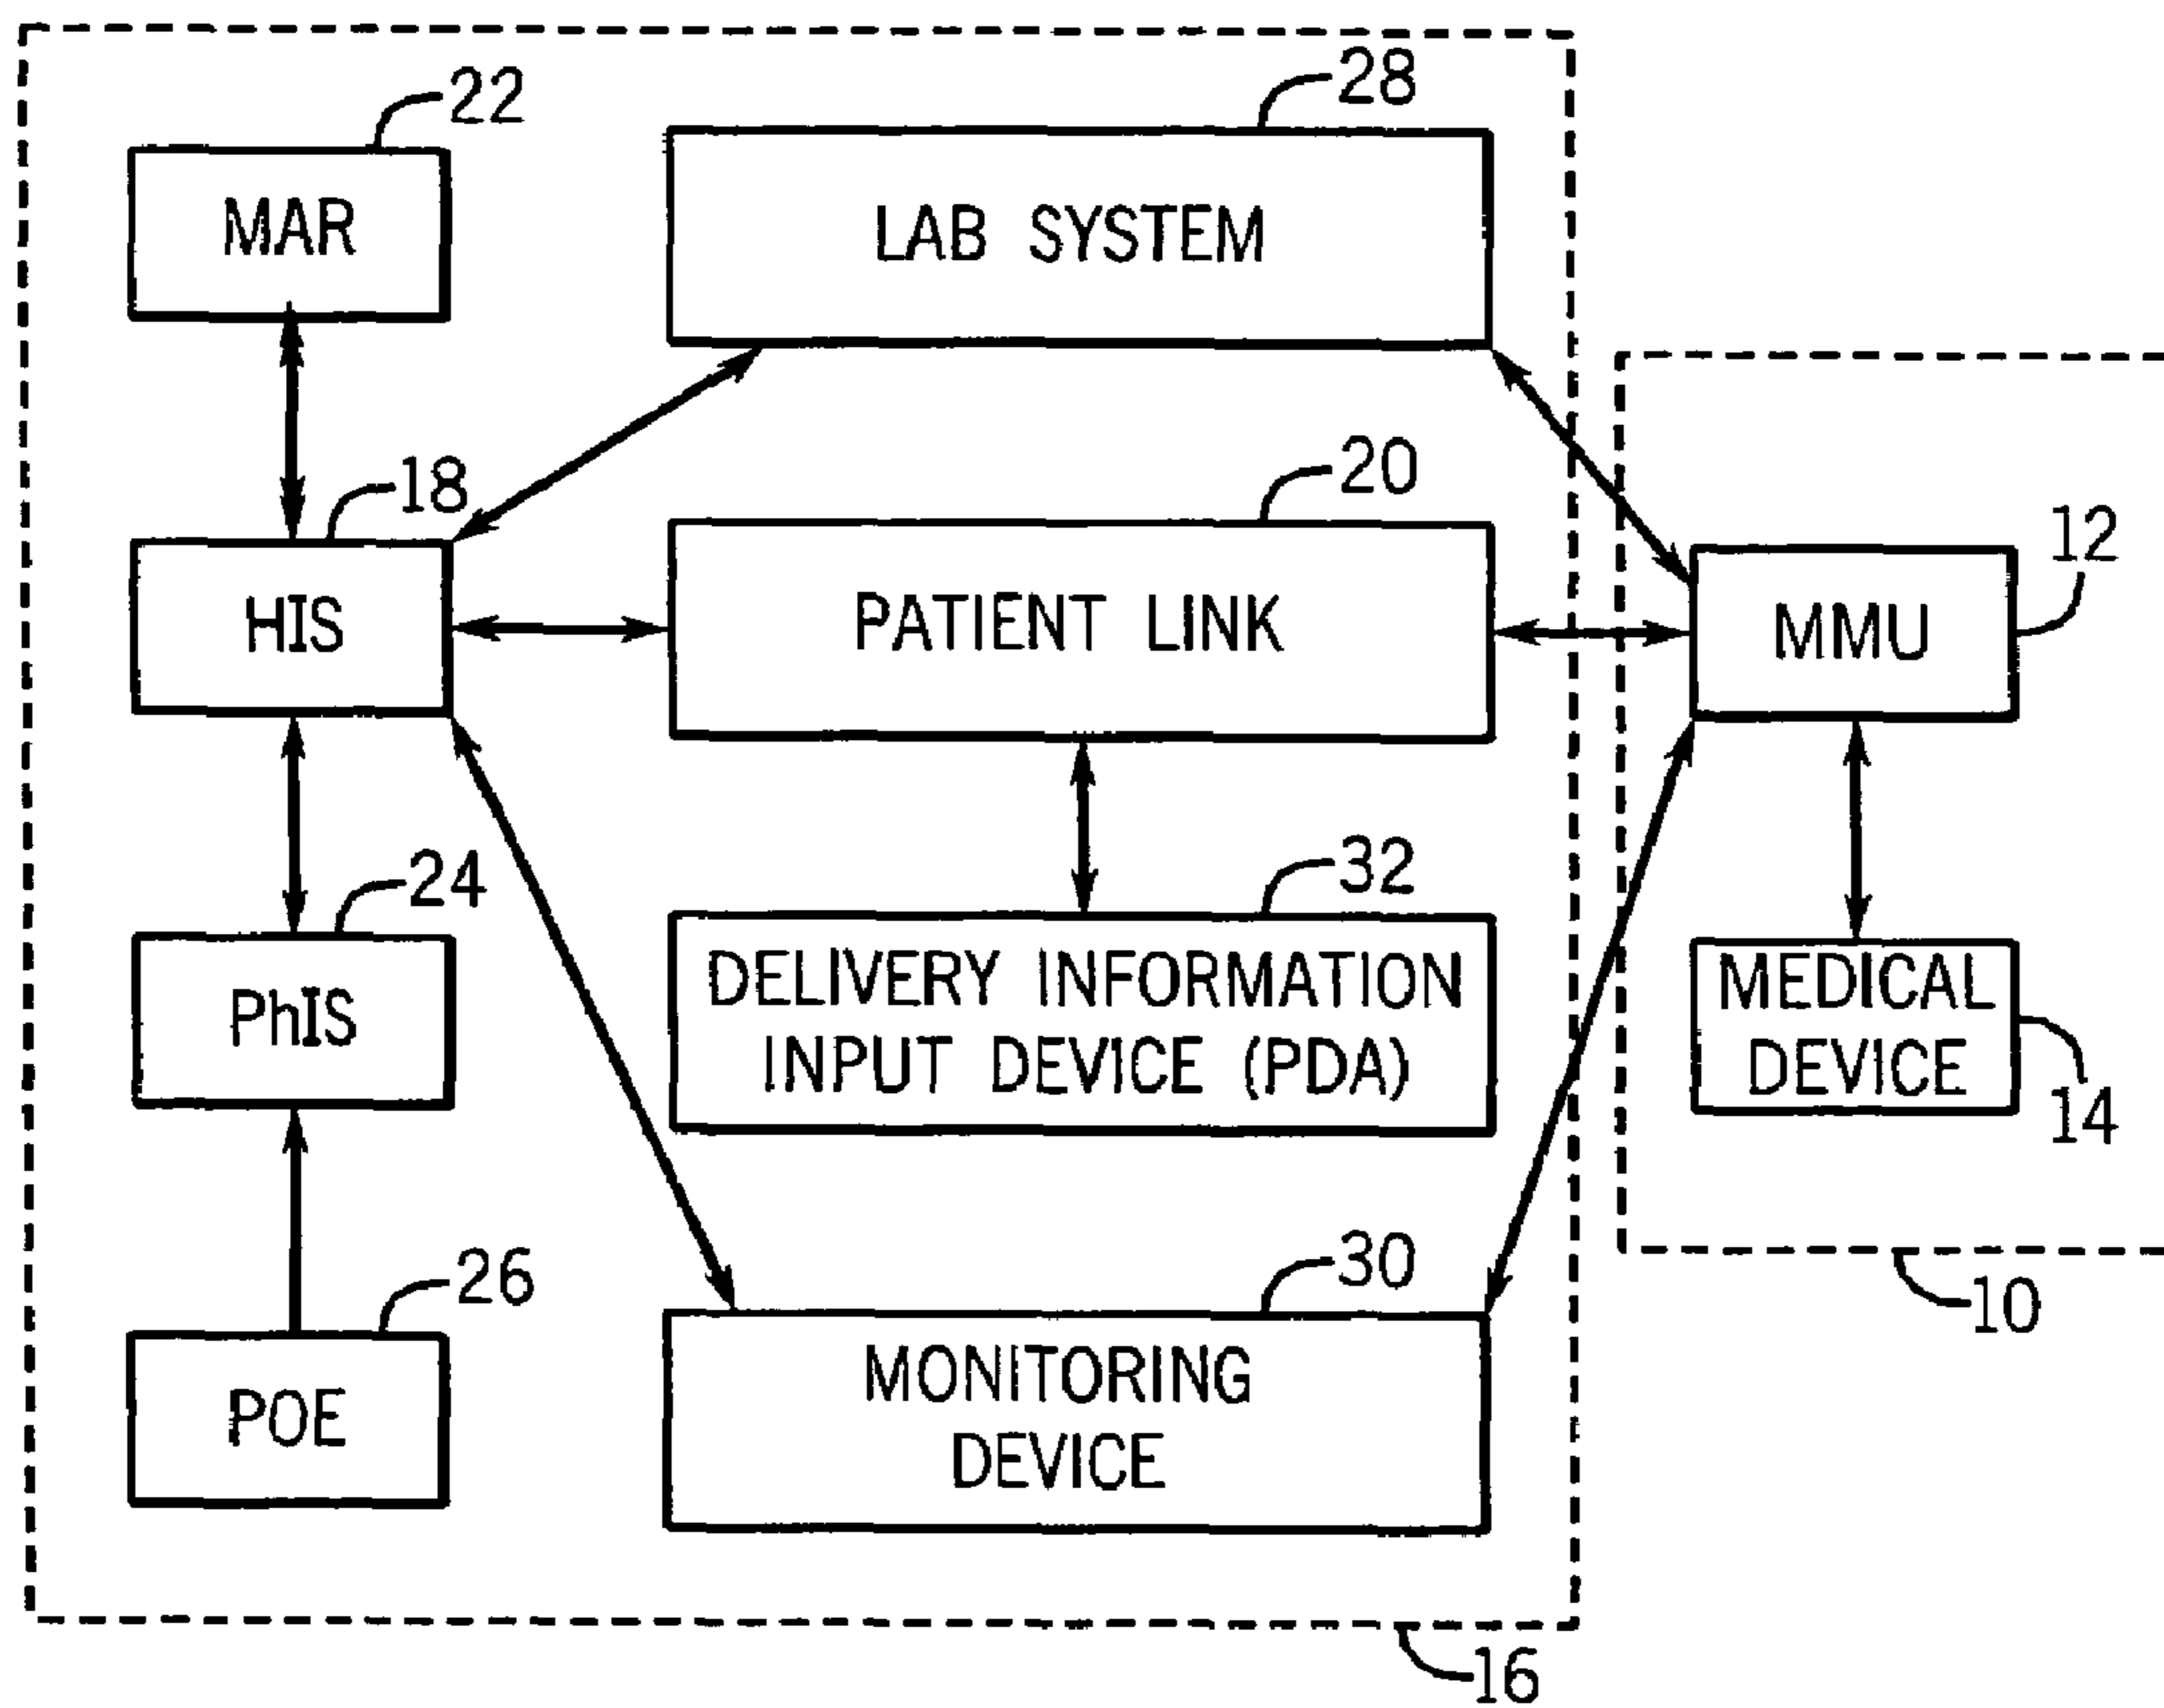 22
28
MAR
LAB SYSTEM
18
20
12
HIS
PATIENT LINK
MMU
24
32
PhIS
DELIVERY INFORMATION
INPUT DEVICE (PDA)
MEDICAL
DEVICE
14
26
30
10
POE
MONITORING
DEVICE
16